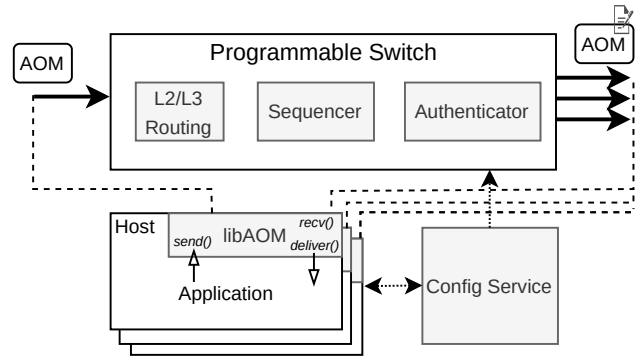 AOM
Programmable Switch
AOM
L2/L3
Routing
Sequencer
Authenticator
Host
send()
libAOM
recv()
deliver()
Application
Config Service